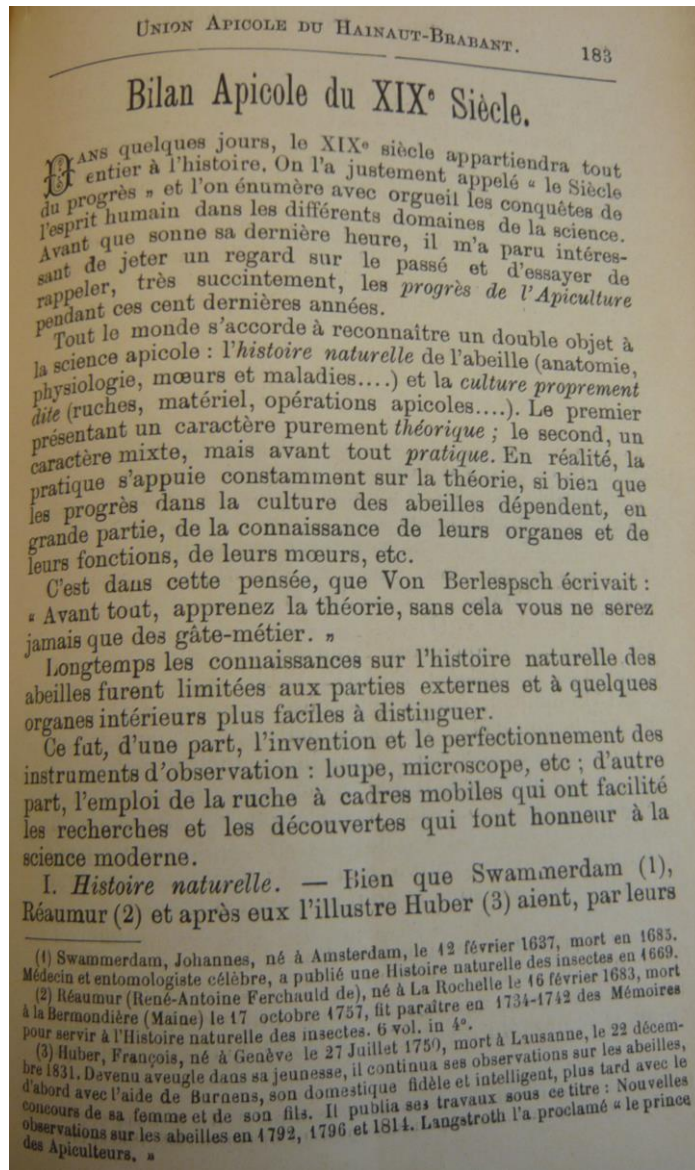 UNION APICOLE DU HAINAUT-BRABANT. 183
Bilan Apicole du XIXe Siècle.
DANS quelques jours, le XIXe siècle appartiendra tout
entier à l'histoire. On l'a justement appelé « le Siècle
du progrès » et l'on énumère avec orgueil les conquêtes de
l'esprit humain dans les différents domaines de la science.
Avant que sonne sa dernière heure, il m'a paru intéres-
sant de jeter un regard sur le passé et d'essayer de
rappeler, très succintement, les progrès de l'Apiculture
pendant ces cent dernières années.
Tout le monde s'accorde à reconnaître un double objet à
la science apicole : l'histoire naturelle de l'abeille (anatomie,
physiologie, mœurs et maladies....) et la culture proprement
dite (ruches, matériel, opérations apicoles....). Le premier
présentant un caractère purement théorique ; le second, un
caractère mixte, mais avant tout pratique. En réalité, la
pratique s'appuie constamment sur la théorie, si bien que
les progrès dans la culture des abeilles dépendent, en
grande partie, de la connaissance de leurs organes et de
leurs fonctions, de leurs mœurs, etc.
C'est dans cette pensée, que Von Berlespsch écrivait :
« Avant tout, apprenez la théorie, sans cela vous ne serez
jamais que des gâte-métier. »
Longtemps les connaissances sur l'histoire naturelle des
abeilles furent limitées aux parties externes et à quelques
organes intérieurs plus faciles à distinguer.
Ce fut, d'une part, l'invention et le perfectionnement des
instruments d'observation : loupe, microscope, etc ; d'autre
part, l'emploi de la ruche à cadres mobiles qui ont facilité
les recherches et les découvertes qui font honneur à la
science moderne.
I. Histoire naturelle. — Bien que Swammerdam (1),
Réaumur (2) et après eux l'illustre Huber (3) aient, par leurs
(1) Swammerdam, Johannes, né à Amsterdam, le 12 février 1637, mort en 1685.
Médecin et entomologiste célèbre, a publié une Histoire naturelle des insectes en 1669.
(2) Réaumur (René-Antoine Ferchauld de), né à La Rochelle le 16 février 1683, mort
à la Bermondière (Maine) le 17 octobre 1757, fit paraître en 1734-1742 des Mémoires
pour servir à l'Histoire naturelle des insectes. 6 vol. in 4°.
(3) Huber, François, né à Genève le 27 Juillet 1750, mort à Lausanne, le 22 décem-
bre 1831. Devenu aveugle dans sa jeunesse, il continua ses observations sur les abeilles,
d'abord avec l'aide de Burnens, son domestique fidèle et intelligent, plus tard avec le
concours de sa femme et de son fils. Il publia ses travaux sous ce titre : Nouvelles
observations sur les abeilles en 1792, 1796 et 1814. Langstroth l'a proclamé « le prince
des Apiculteurs. »